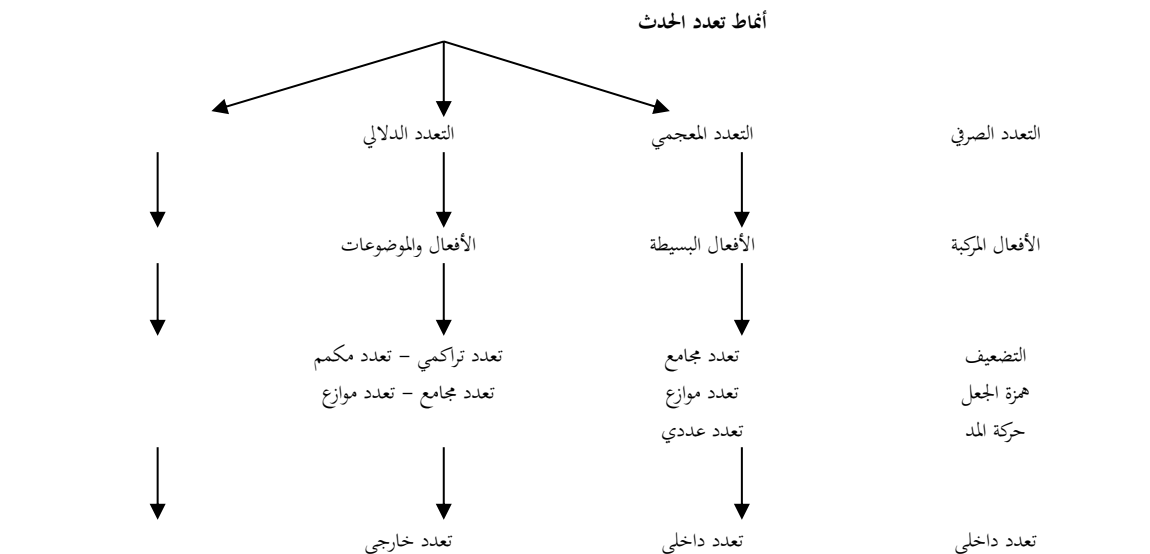 أنماط تعدد الحدث
التعدد الصرفي التعدد المعجمي التعدد الدلالي
الأفعال المركبة الأفعال البسيطة الأفعال والموضوعات
التضعيف تعدد مجامع تعدد تراكمي – تعدد مكمم
همزة الجعل تعدد موازع تعدد مجامع – تعدد موازع
حركة المد تعدد عددي
تعدد داخلي تعدد داخلي تعدد خارجي